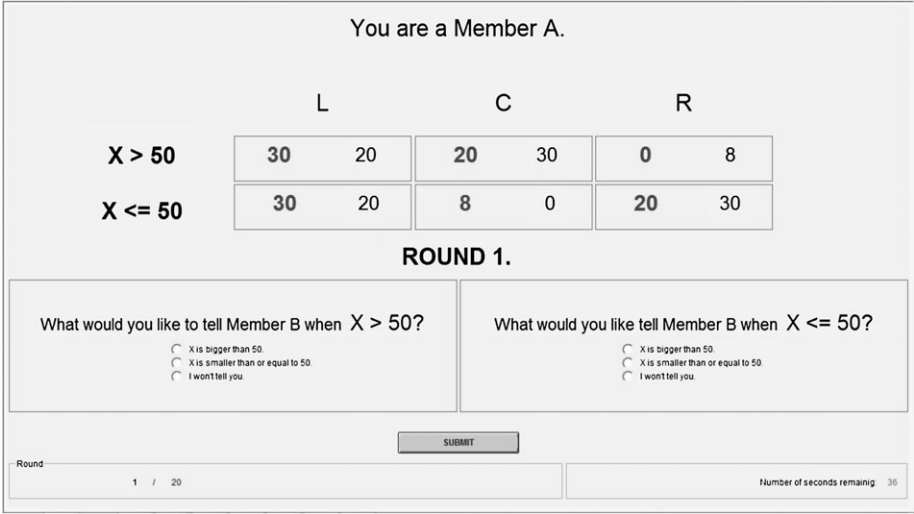 You are a Member A.
L C R
X > 50 30 20 20 30 0 8
X <= 50 30 20 8 0 20 30
ROUND 1.
What would you like to tell Member B when X > 50?
X is bigger than 50.
X is smaller than or equal to 50.
I won't tell you.
What would you like tell Member B when X <= 50?
X is bigger than 50.
X is smaller than or equal to 50.
I won't tell you.
SUBMIT
Round
1 / 20
Number of seconds remainig: 36